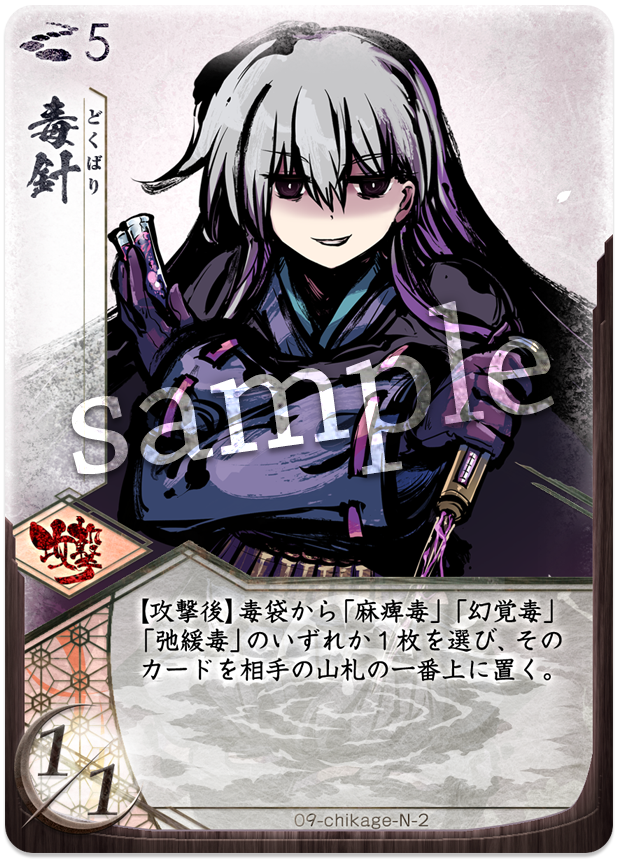 5
毒針
どくばり
sample
攻撃
【攻撃後】毒袋から「麻痺毒」「幻覚毒」
「弛緩毒」のいずれか1枚を選び、その
カードを相手の山札の一番上に置く。
1/1
09-chikage-N-2